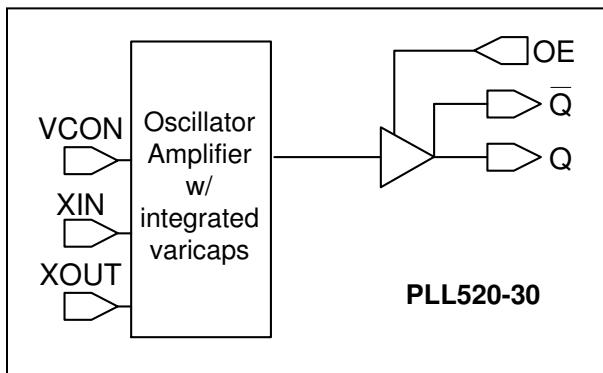 OE
Q̅
Q
VCON
XIN
XOUT
Oscillator
Amplifier
w/
integrated
varicaps
PLL520-30